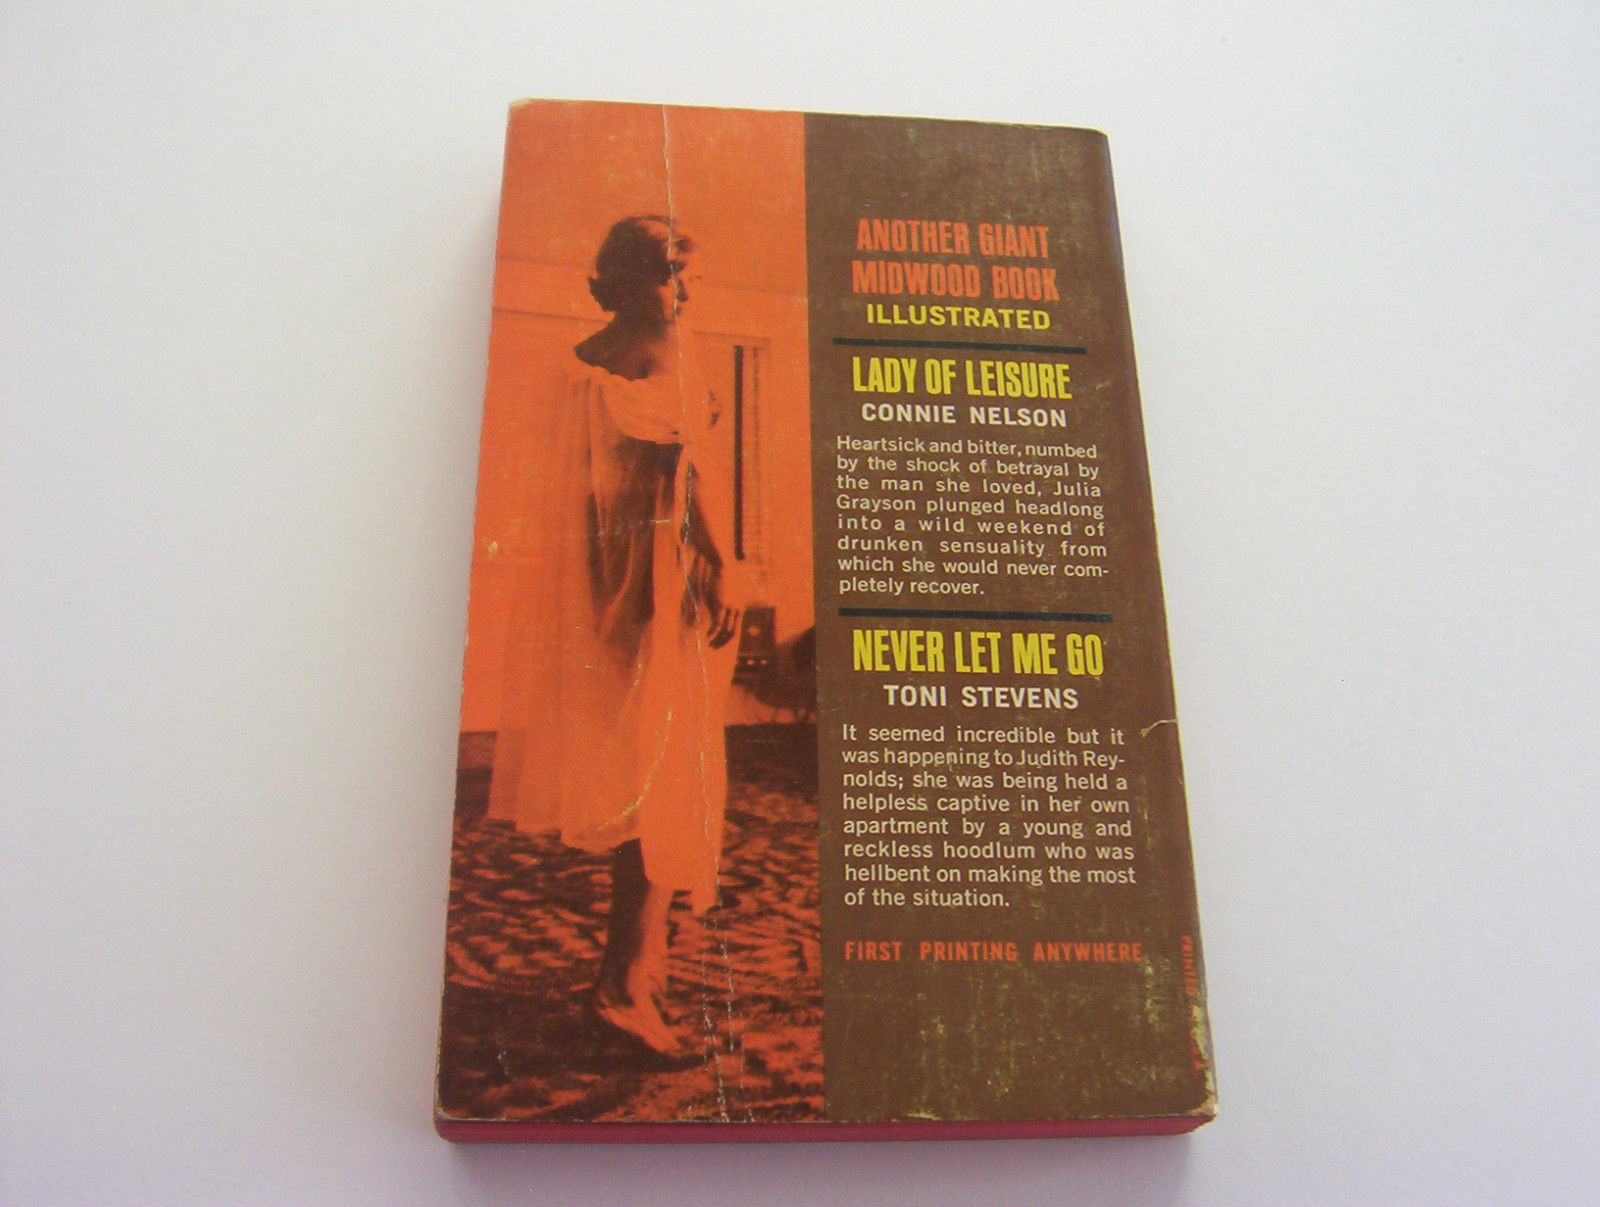 ANOTHER GIANT
MIDWOOD BOOK
ILLUSTRATED
LADY OF LEISURE
CONNIE NELSON
Heartsick and bitter, numbed
by the shock of betrayal by
the man she loved, Julia
Grayson plunged headlong
into a wild weekend of
drunken sensuality from
which she would never com-
pletely recover.
NEVER LET ME GO
TONI STEVENS
It seemed incredible but it
was happening to Judith Rey-
nolds; she was being held a
helpless captive in her own
apartment by a young and
reckless hoodlum who was
hellbent on making the most
of the situation.
FIRST PRINTING ANYWHERE
PRINTED